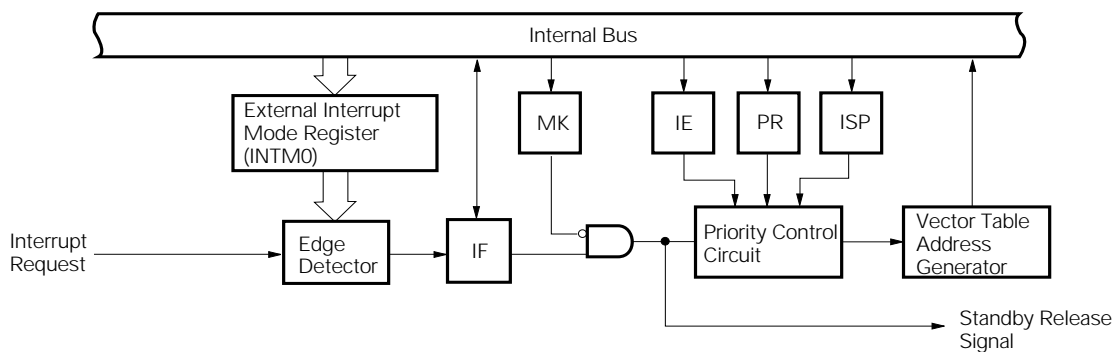 Internal Bus
External Interrupt
Mode Register
(INTM0)
MK
IE
PR
ISP
Interrupt
Request
Edge
Detector
IF
Priority Control
Circuit
Vector Table
Address
Generator
Standby Release
Signal